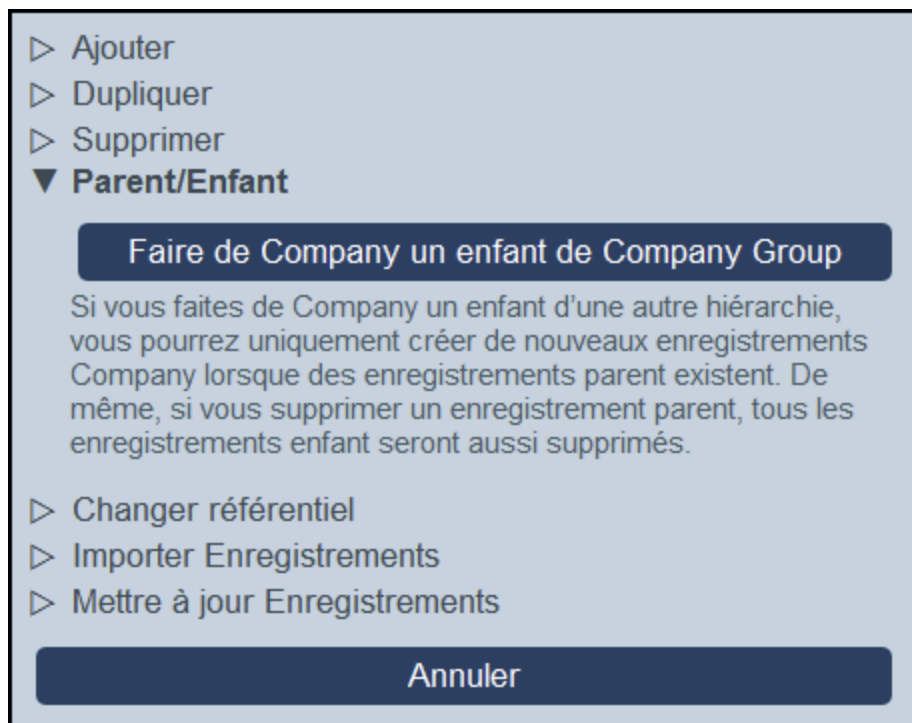 Ajouter
Dupliquer
Supprimer
Parent/Enfant
Faire de Company un enfant de Company Group
Si vous faites de Company un enfant d'une autre hiérarchie,
vous pourrez uniquement créer de nouveaux enregistrements
Company lorsque des enregistrements parent existent. De
même, si vous supprimer un enregistrement parent, tous les
enregistrements enfant seront aussi supprimés.
Changer référentiel
Importer Enregistrements
Mettre à jour Enregistrements
Annuler